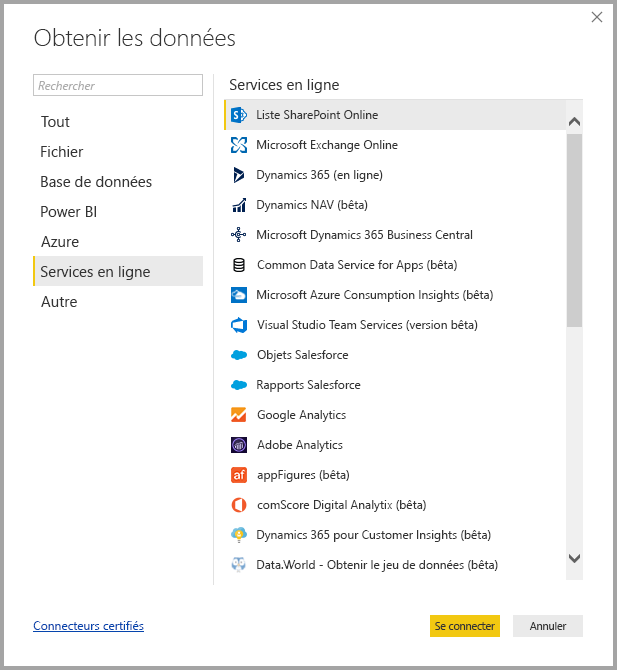 Obtenir les données
Rechercher
Tout
Fichier
Base de données
Power BI
Azure
Services en ligne
Autre
Services en ligne
Liste SharePoint Online
Microsoft Exchange Online
Dynamics 365 (en ligne)
Dynamics NAV (bêta)
Microsoft Dynamics 365 Business Central
Common Data Service for Apps (bêta)
Microsoft Azure Consumption Insights (bêta)
Visual Studio Team Services (version bêta)
Objets Salesforce
Rapports Salesforce
Google Analytics
Adobe Analytics
appFigures (bêta)
comScore Digital Analytix (bêta)
Dynamics 365 pour Customer Insights (bêta)
Data.World - Obtenir le jeu de données (bêta)
Connecteurs certifiés
Se connecter
Annuler